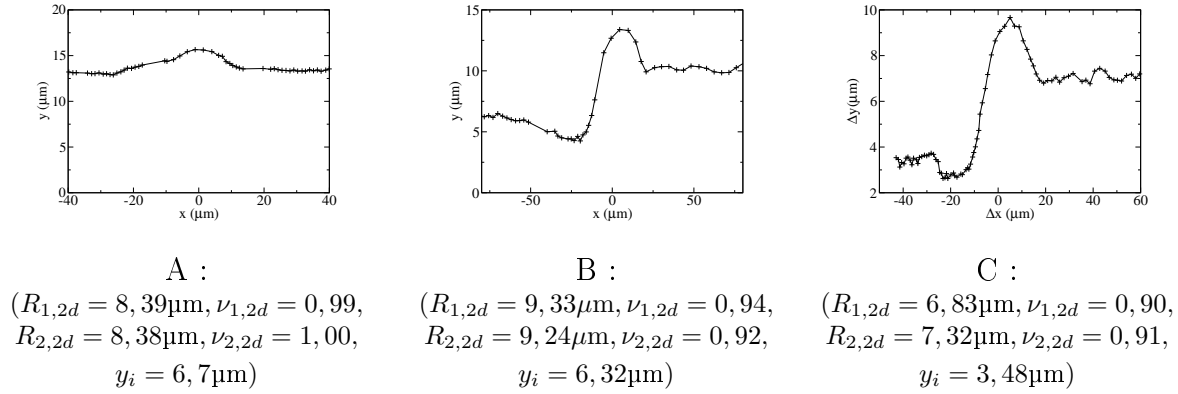 20
15
10
5
0
y (μm)
-40 -20 0 20 40
x (μm)
15
10
5
0
y (μm)
-50 0 50
x (μm)
10
8
6
4
2
Δy(μm)
-40 -20 0 20 40 60
Δx (μm)
A :
(R1,2d = 8,39μm, ν1,2d = 0,99,
R2,2d = 8,38μm, ν2,2d = 1,00,
yi = 6,7μm)
B :
(R1,2d = 9,33μm, ν1,2d = 0,94,
R2,2d = 9,24μm, ν2,2d = 0,92,
yi = 6,32μm)
C :
(R1,2d = 6,83μm, ν1,2d = 0,90,
R2,2d = 7,32μm, ν2,2d = 0,91,
yi = 3,48μm)